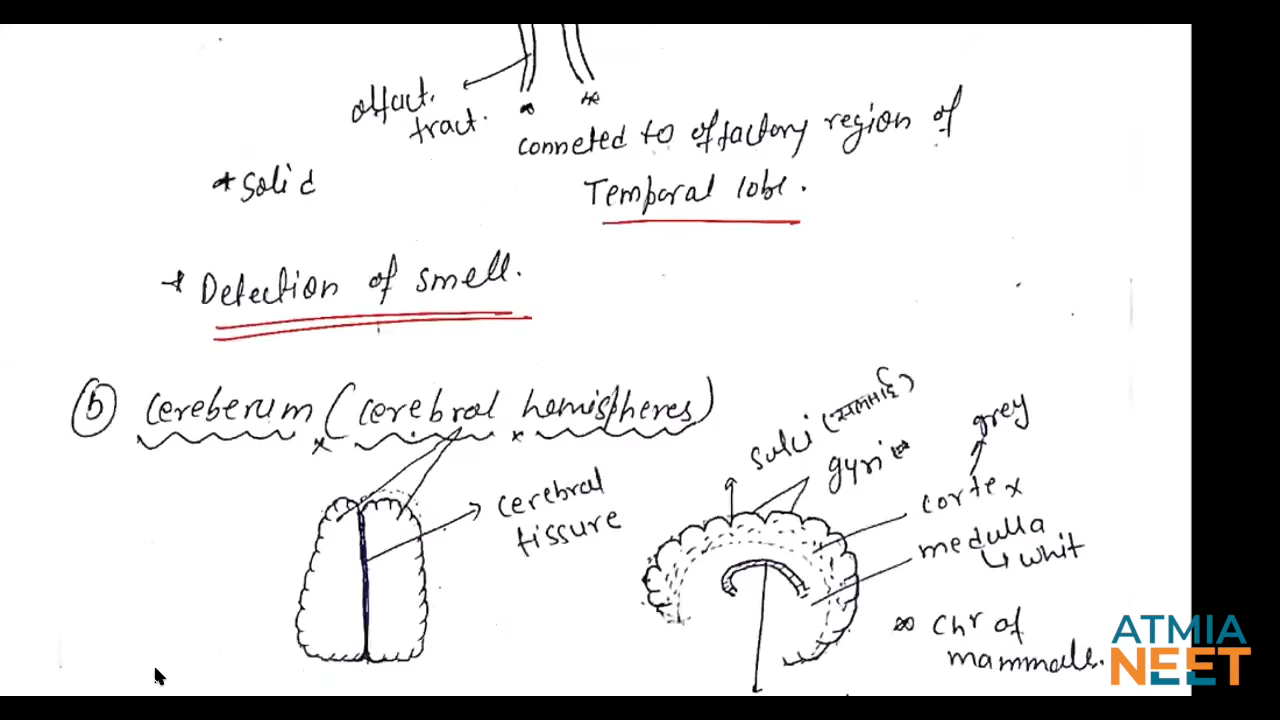 olfact.
tract.
conneted to olfactory region of
Temporal lobe.
* Solid
* Detection of smell.
ⓑ cereberum (cerebral hemispheres)
cerebral
fissure
sulci
gyri
grey
cortex
medulla
↳ whit
Chr of
mammals.
ATMIA
NEET